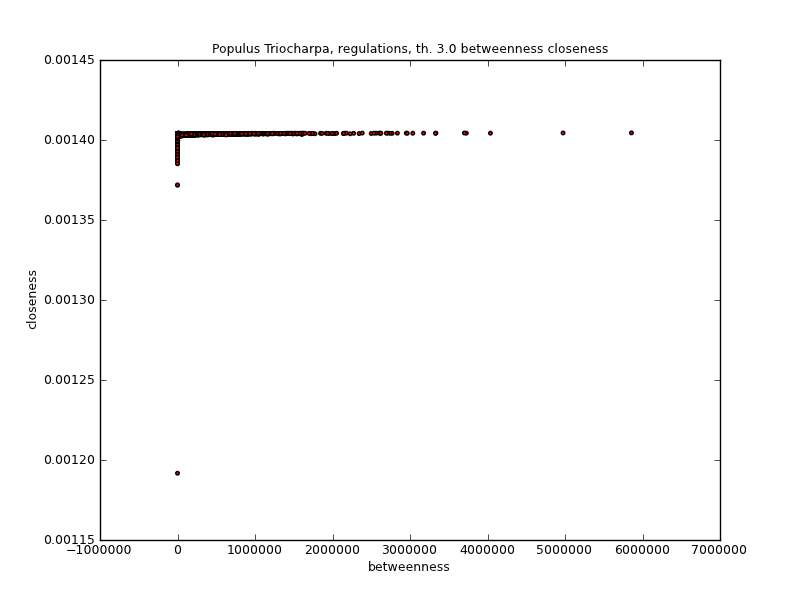 Populus Triocharpa, regulations, th. 3.0 betweenness closeness
0.00145
0.00140
0.00135
0.00130
0.00125
0.00120
0.00115
closeness
−1000000 0 1000000 2000000 3000000 4000000 5000000 6000000 7000000
betweenness